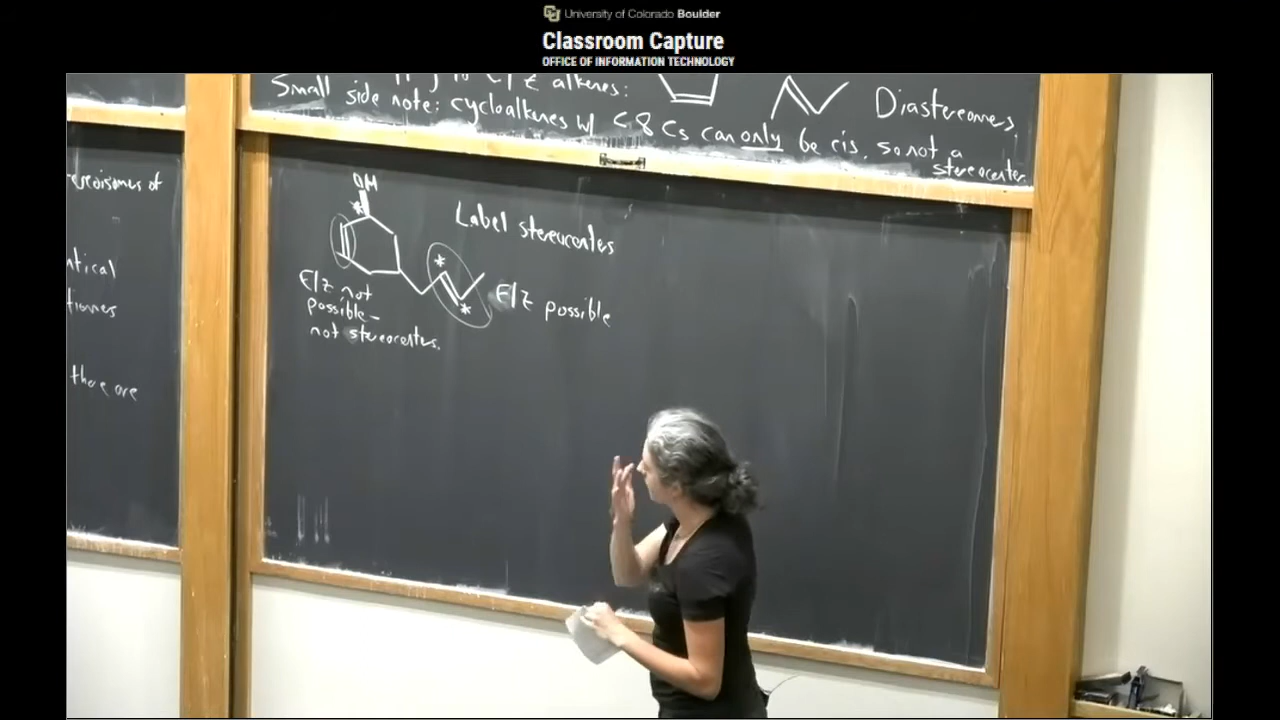 University of Colorado Boulder
Classroom Capture
OFFICE OF INFORMATION TECHNOLOGY
E/Z alkenes:
Small side note: cycloalkenes w/ < 8 Cs can only be cis, so not a stereocenter.
Diastereomers
OH
*
Label stereocenters
*
*
E/Z possible
E/Z not
possible –
not stereocenters.
of
there are